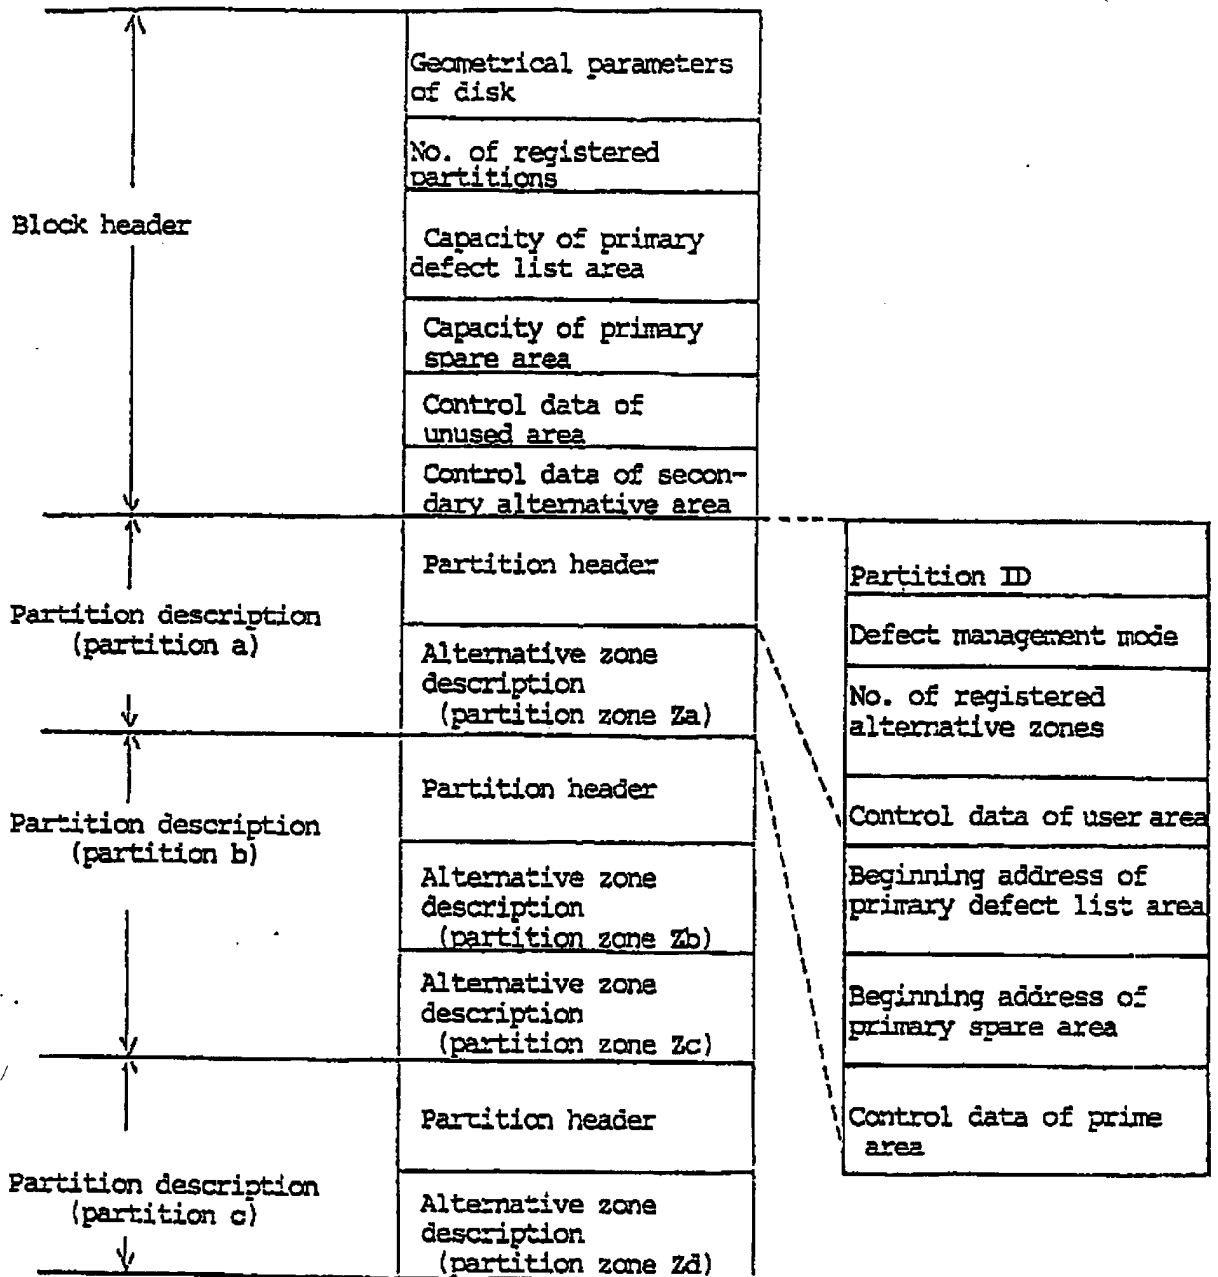 Geometrical parameters
of disk
No. of registered
partitions
Block header
Capacity of primary
defect list area
Capacity of primary
spare area
Control data of
unused area
Control data of secon-
dary alternative area
Partition description
(partition a)
Partition header
Alternative zone
description
(partition zone Za)
Partition description
(partition b)
Partition header
Alternative zone
description
(partition zone Zb)
Alternative zone
description
(partition zone Zc)
Partition description
(partition c)
Partition header
Alternative zone
description
(partition zone Zd)
Partition ID
Defect management mode
No. of registered
alternative zones
Control data of user area
Beginning address of
primary defect list area
Beginning address of
primary spare area
Control data of prime
area